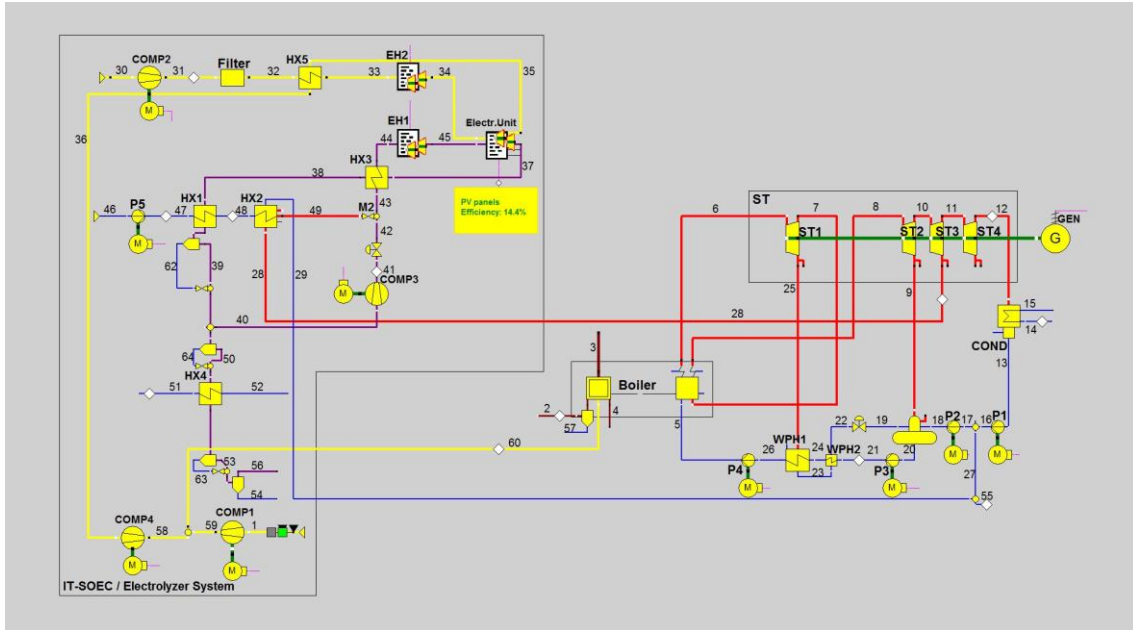 COMP2
30
31
Filter
32
HX5
33
EH2
34
35
M
36
44
EH1
45
Electr.Unit
37
HX3
38
PV panels
Efficiency: 14.4%
HX1
HX2
43
M2
49
46
P5
47
48
42
M
62
39
28
29
41
COMP3
M
40
64
50
HX4
51
52
53
56
63
54
COMP4
58
59
COMP1
1
M
M
IT-SOEC / Electrolyzer System
60
ST
6
7
8
10
11
12
ST1
ST2
ST3
ST4
GEN
G
25
9
28
15
14
COND
13
3
Boiler
2
4
57
5
22
19
18
P2
17
16
P1
26
WPH1
24
WPH2
21
20
23
P4
P3
M
M
27
M
M
55